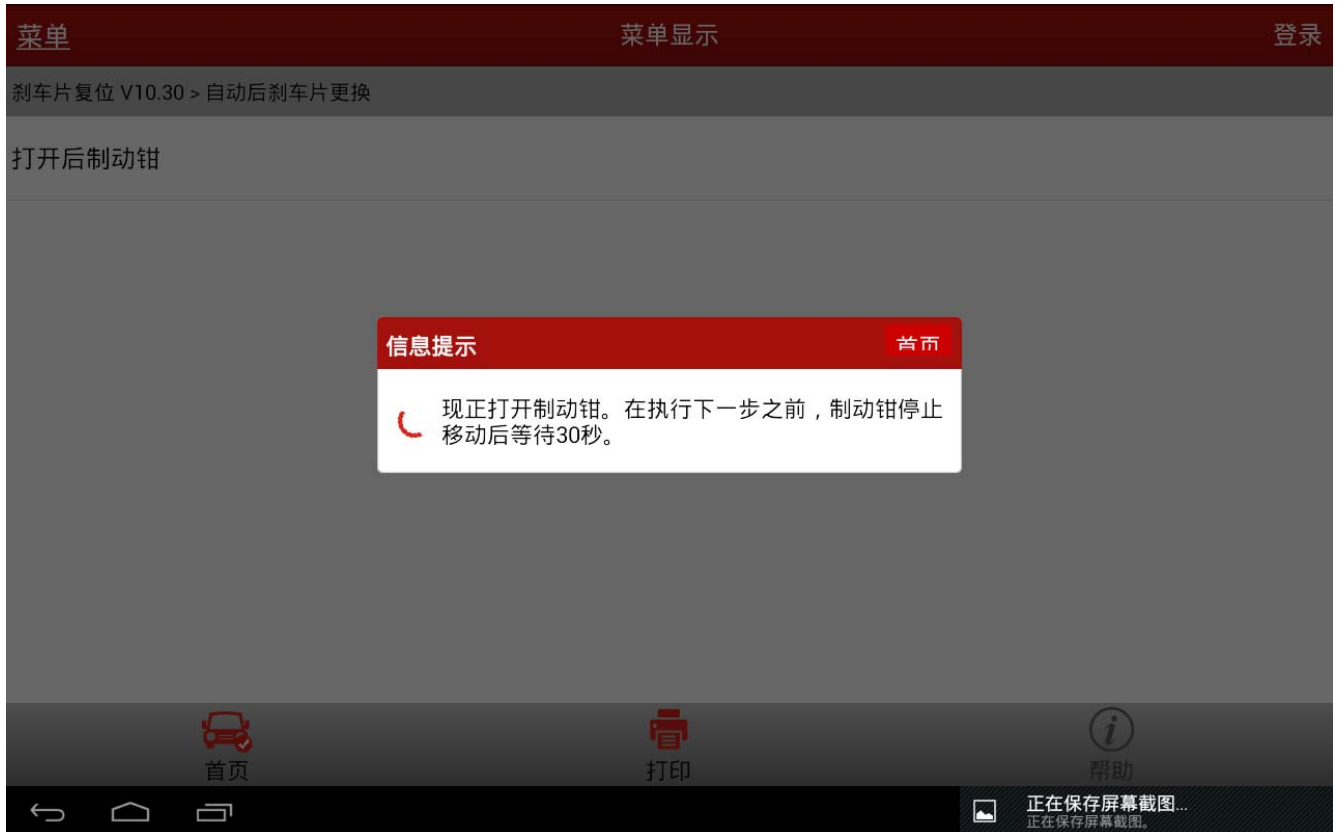 菜单 菜单显示 登录
刹车片复位 V10.30 > 自动后刹车片更换
打开后制动钳
信息提示 首页
现正打开制动钳。在执行下一步之前，制动钳停止
移动后等待30秒。
首页 打印 帮助
正在保存屏幕截图...
正在保存屏幕截图。